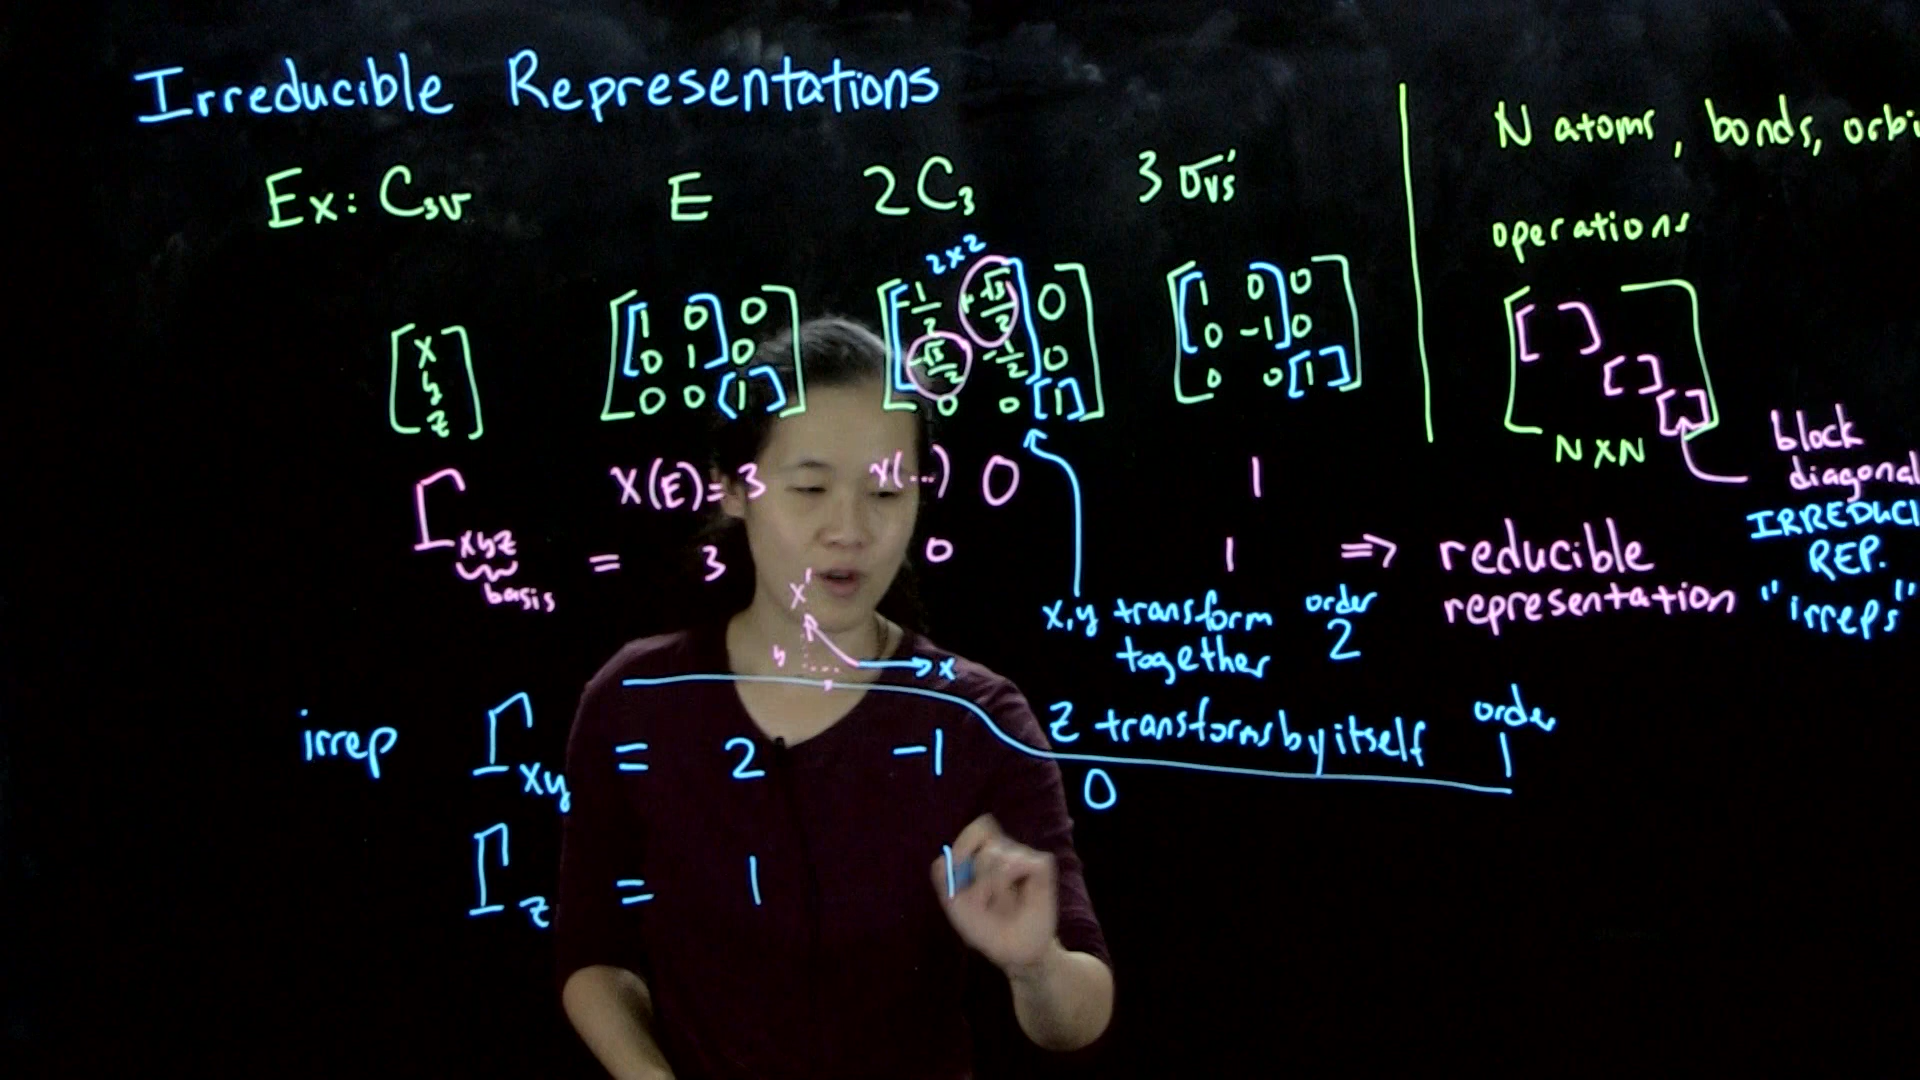 Irreducible Representations
Ex: C3v E 2C3 3σv's
2x2
[x y z] [1 0 0 0 1 0 0 0 1] [-1/2 +√3/2 0 -√3/2 -1/2 0 0 0 1] [1 0 0 0 -1 0 0 0 1]
Γxyz χ(E)=3 χ(...) 0 1
basis = 3 0 1 => reducible representation
x'
y
x
x,y transform together order 2
z transforms by itself order 1
irrep Γxy = 2 -1 0
Γz = 1 1
N atoms, bonds,
operations
[[ ] [ ] [ ]]
NxN
block
diagonal
REP.
"irreps"